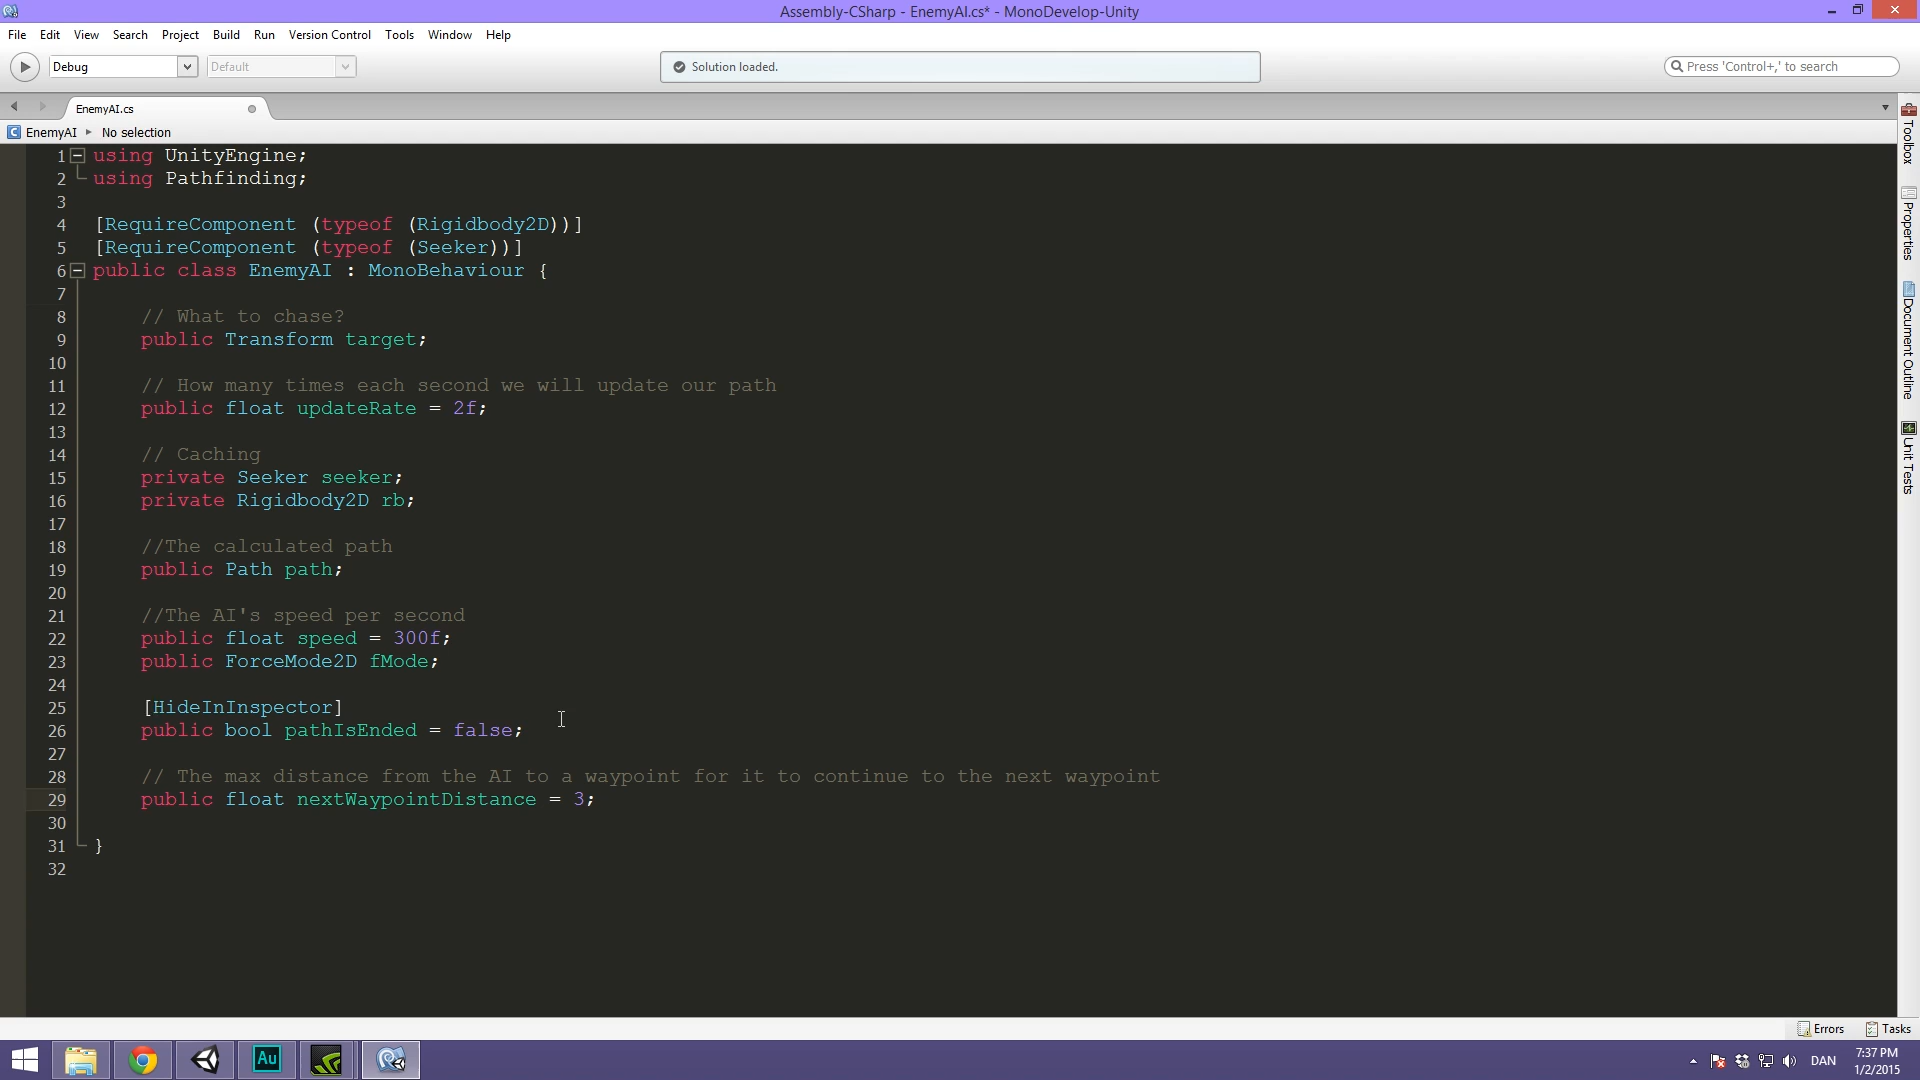 Assembly-CSharp - EnemyAI.cs* - MonoDevelop-Unity
File Edit View Search Project Build Run Version Control Tools Window Help
Debug Default Solution loaded. Press 'Control+,' to search
EnemyAI.cs
EnemyAI No selection
1 using UnityEngine;
2 using Pathfinding;
3
4 [RequireComponent (typeof (Rigidbody2D))]
5 [RequireComponent (typeof (Seeker))]
6 public class EnemyAI : MonoBehaviour {
7
8 // What to chase?
9 public Transform target;
10
11 // How many times each second we will update our path
12 public float updateRate = 2f;
13
14 // Caching
15 private Seeker seeker;
16 private Rigidbody2D rb;
17
18 //The calculated path
19 public Path path;
20
21 //The AI's speed per second
22 public float speed = 300f;
23 public ForceMode2D fMode;
24
25 [HideInInspector]
26 public bool pathIsEnded = false;
27
28 // The max distance from the AI to a waypoint for it to continue to the next waypoint
29 public float nextWaypointDistance = 3;
30
31 }
32
Toolbox
Properties
Document Outline
Unit Tests
Errors Tasks
Au
DAN
7:37 PM
1/2/2015